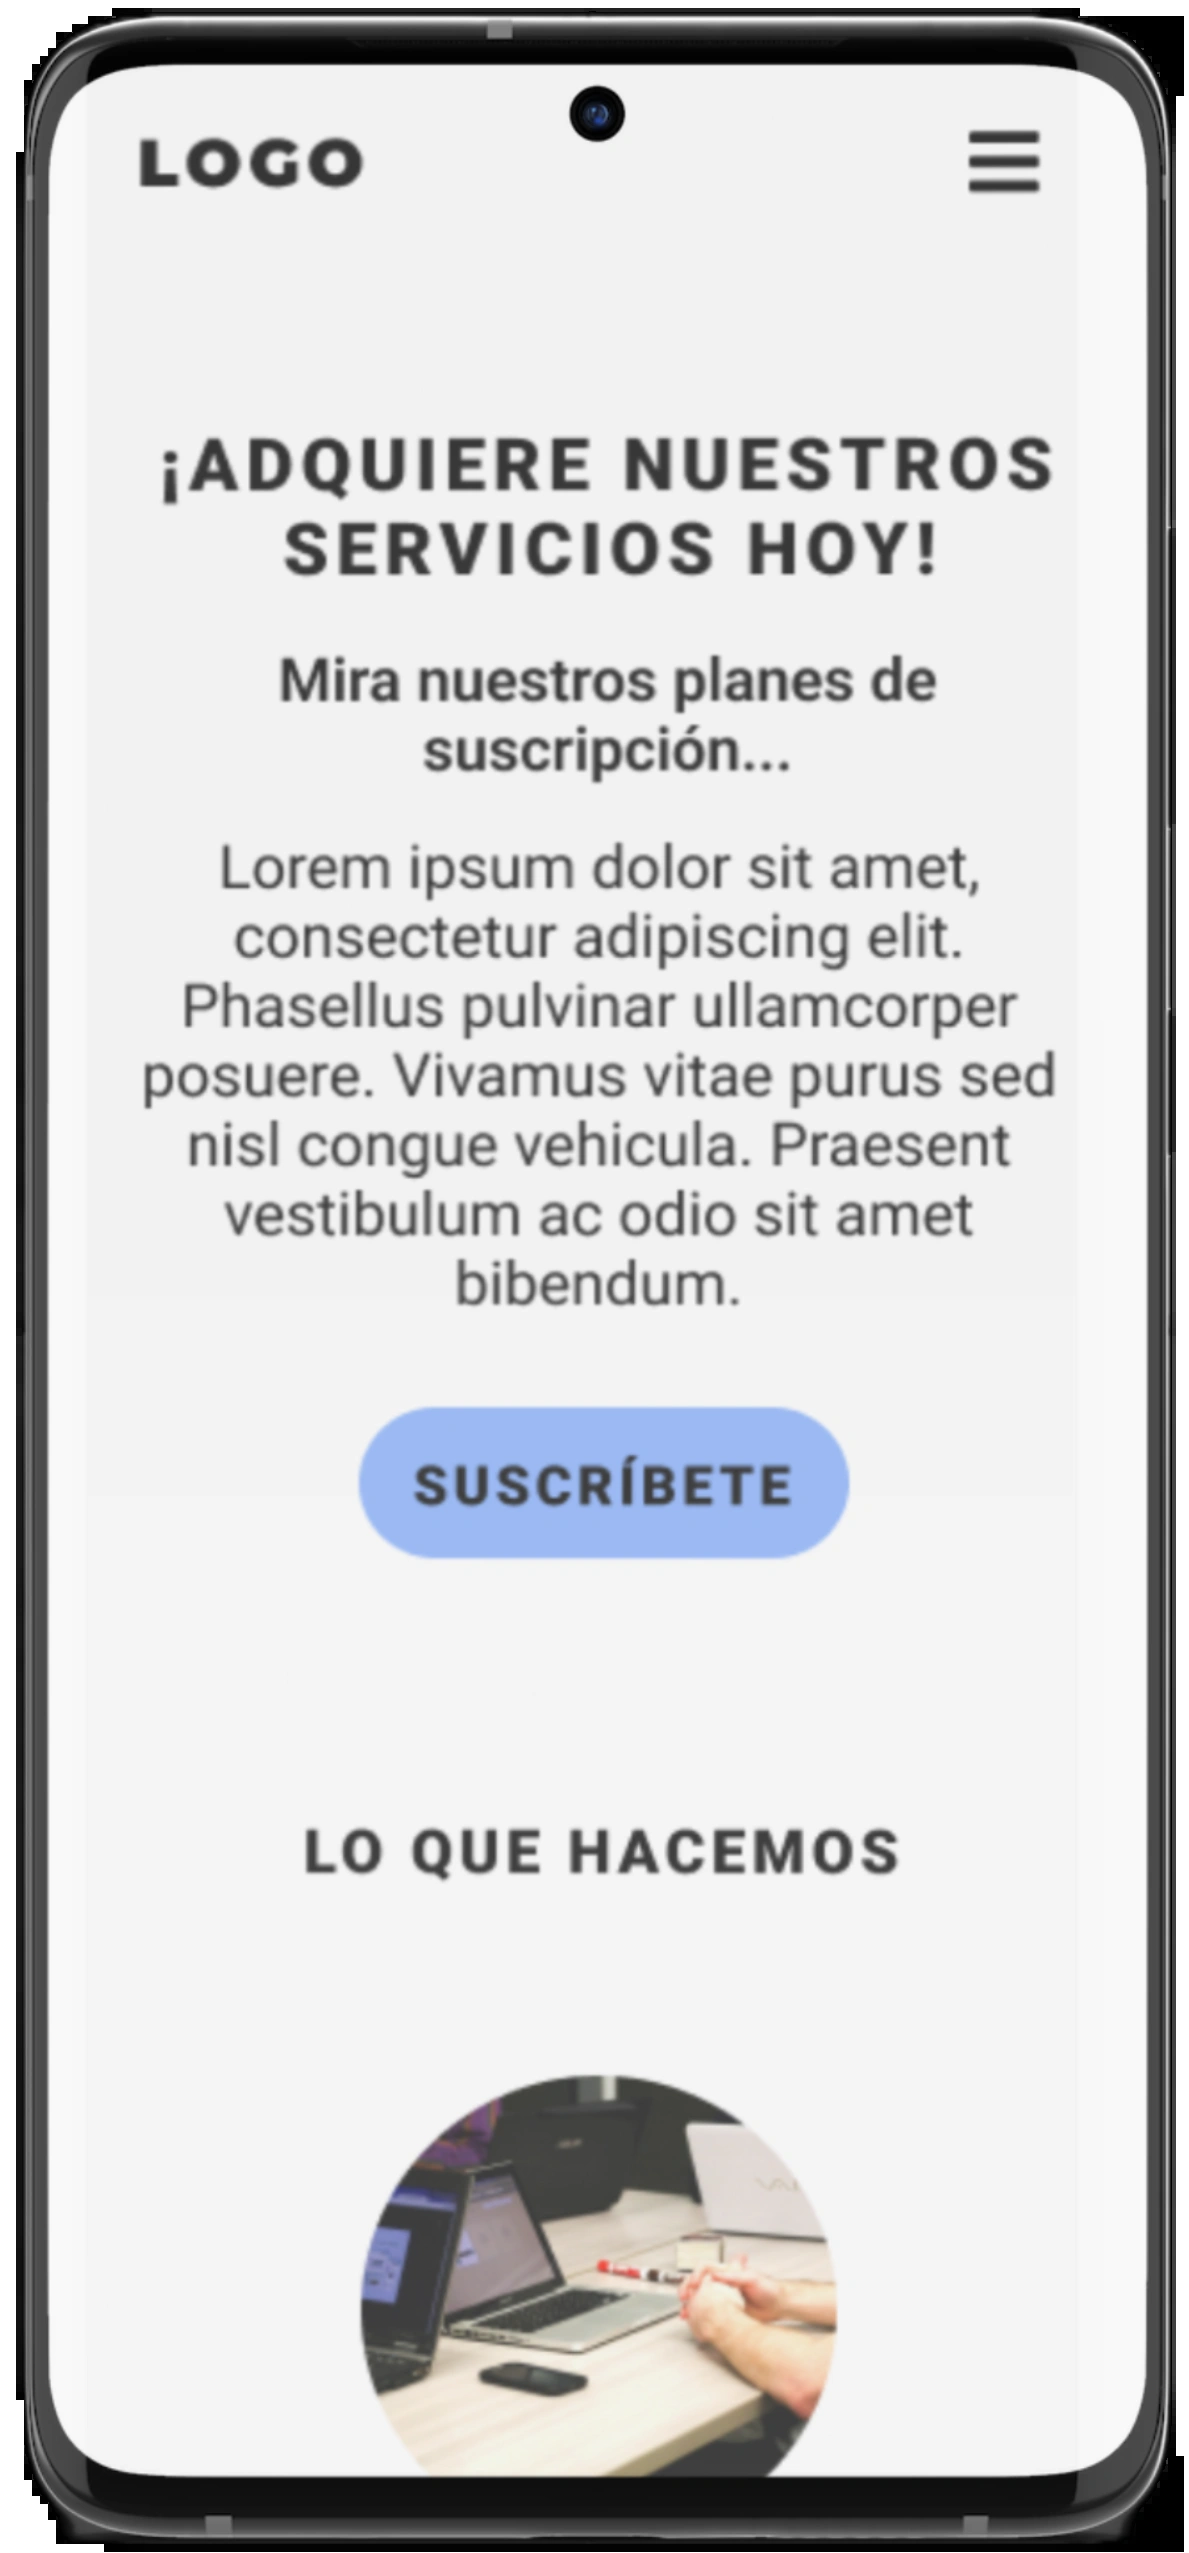 LOGO
¡ADQUIERE NUESTROS
SERVICIOS HOY!
Mira nuestros planes de
suscripción...
Lorem ipsum dolor sit amet,
consectetur adipiscing elit.
Phasellus pulvinar ullamcorper
posuere. Vivamus vitae purus sed
nisl congue vehicula. Praesent
vestibulum ac odio sit amet
bibendum.
SUSCRÍBETE
LO QUE HACEMOS